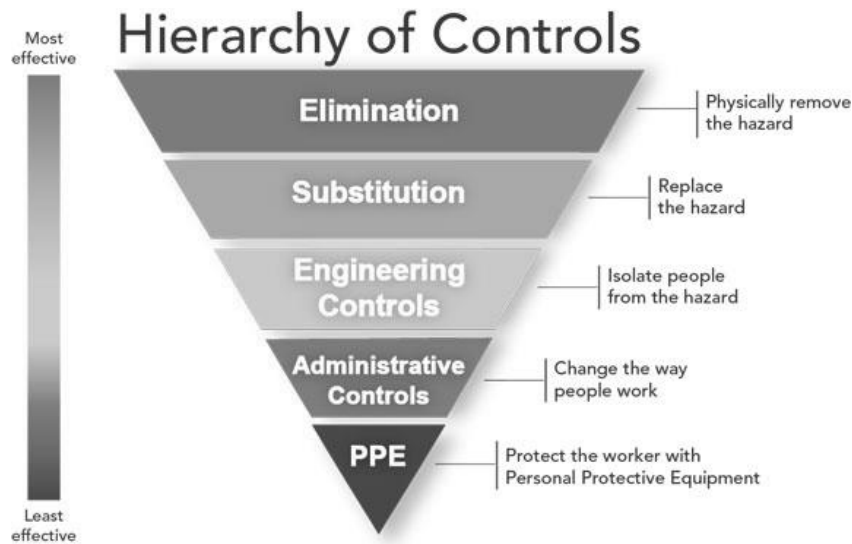 Hierarchy of Controls
Most
effective
Elimination
Physically remove
the hazard
Substitution
Replace
the hazard
Engineering
Controls
Isolate people
from the hazard
Administrative
Controls
Change the way
people work
PPE
Protect the worker with
Personal Protective Equipment
Least
effective